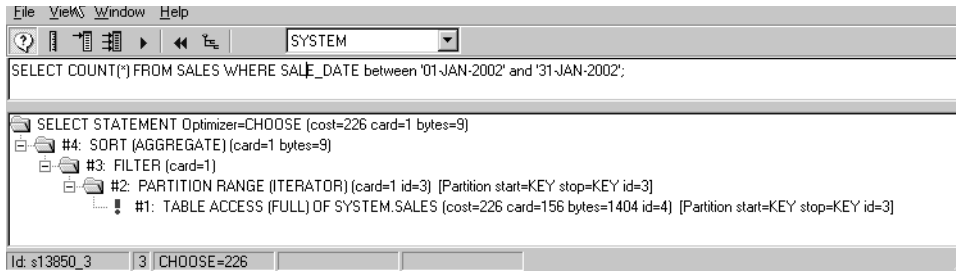 File View Window Help
SYSTEM
SELECT COUNT(*) FROM SALES WHERE SALE_DATE between '01-JAN-2002' and '31-JAN-2002';
SELECT STATEMENT Optimizer=CHOOSE (cost=226 card=1 bytes=9)
#4: SORT (AGGREGATE) (card=1 bytes=9)
#3: FILTER (card=1)
#2: PARTITION RANGE (ITERATOR) (card=1 id=3) [Partition start=KEY stop=KEY id=3]
#1: TABLE ACCESS (FULL) OF SYSTEM.SALES (cost=226 card=156 bytes=1404 id=4) [Partition start=KEY stop=KEY id=3]
Id: s13850_3 3 CHOOSE=226